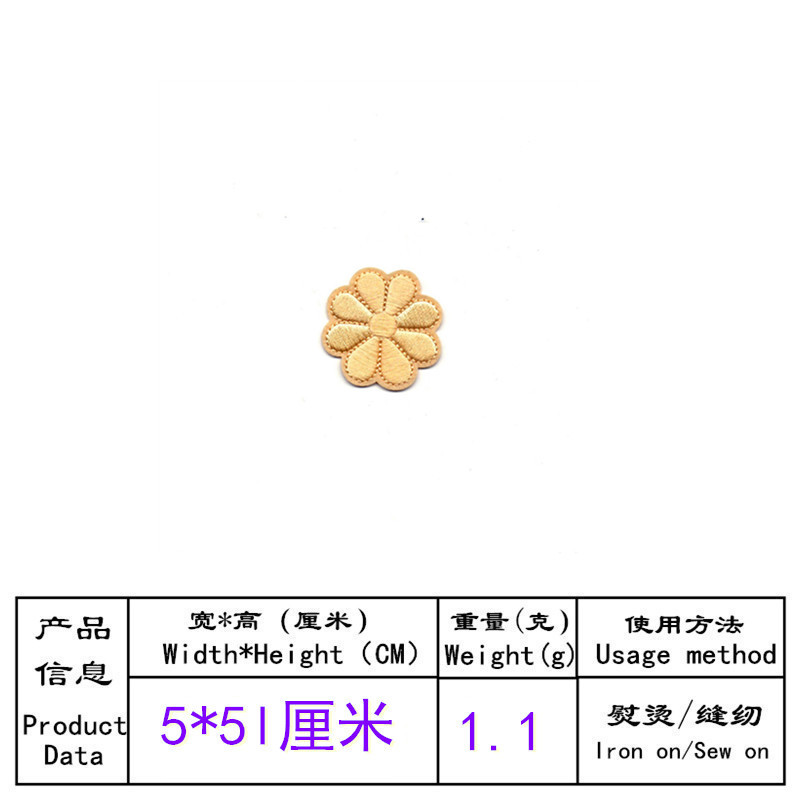 产品
信息
Product
Data
宽*高 (厘米)
Width*Height (CM)
重量(克)
Weight(g)
使用方法
Usage method
5*5l厘米
1.1
熨烫/缝纫
Iron on/Sew on